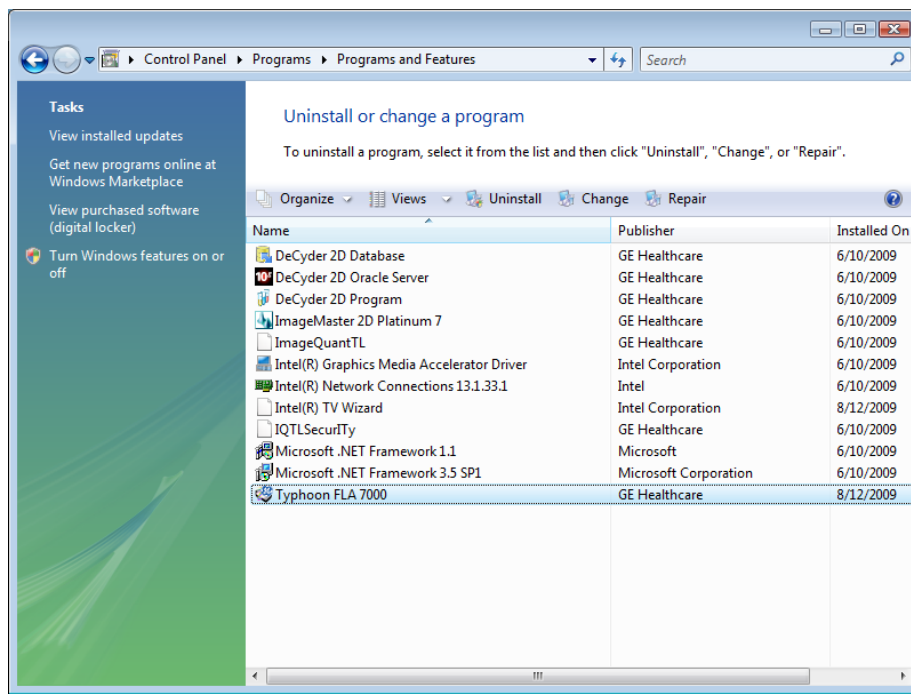 Control Panel Programs Programs and Features
Search
Tasks
View installed updates
Get new programs online at
Windows Marketplace
View purchased software
(digital locker)
Turn Windows features on or
off
Uninstall or change a program
To uninstall a program, select it from the list and then click "Uninstall", "Change", or "Repair".
Organize Views Uninstall Change Repair
Name Publisher Installed On
DeCyder 2D Database GE Healthcare 6/10/2009
DeCyder 2D Oracle Server GE Healthcare 6/10/2009
DeCyder 2D Program GE Healthcare 6/10/2009
ImageMaster 2D Platinum 7 GE Healthcare 6/10/2009
ImageQuantTL GE Healthcare 6/10/2009
Intel(R) Graphics Media Accelerator Driver Intel Corporation 6/10/2009
Intel(R) Network Connections 13.1.33.1 Intel 6/10/2009
Intel(R) TV Wizard Intel Corporation 8/12/2009
IQTLSecurITy GE Healthcare 6/10/2009
Microsoft .NET Framework 1.1 Microsoft 6/10/2009
Microsoft .NET Framework 3.5 SP1 Microsoft Corporation 6/10/2009
Typhoon FLA 7000 GE Healthcare 8/12/2009